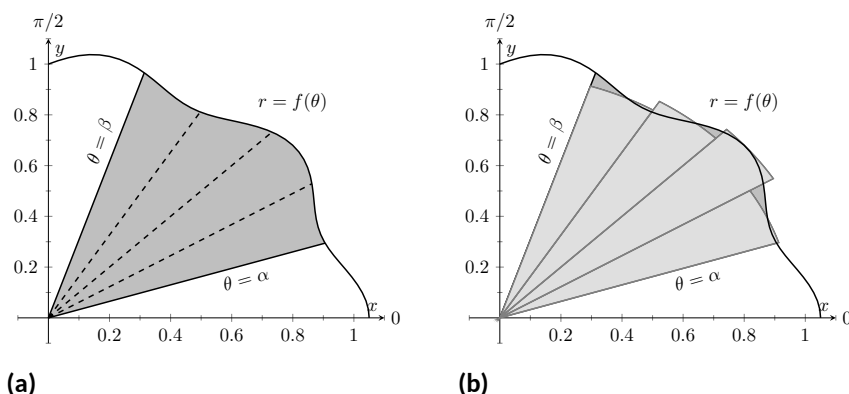 π/2
y
1
0.8
0.6
0.4
0.2
θ = β
r = f(θ)
θ = α
x
0
0.2 0.4 0.6 0.8 1
(a)
π/2
y
1
0.8
0.6
0.4
0.2
θ = β
r = f(θ)
θ = α
x
0
0.2 0.4 0.6 0.8 1
(b)